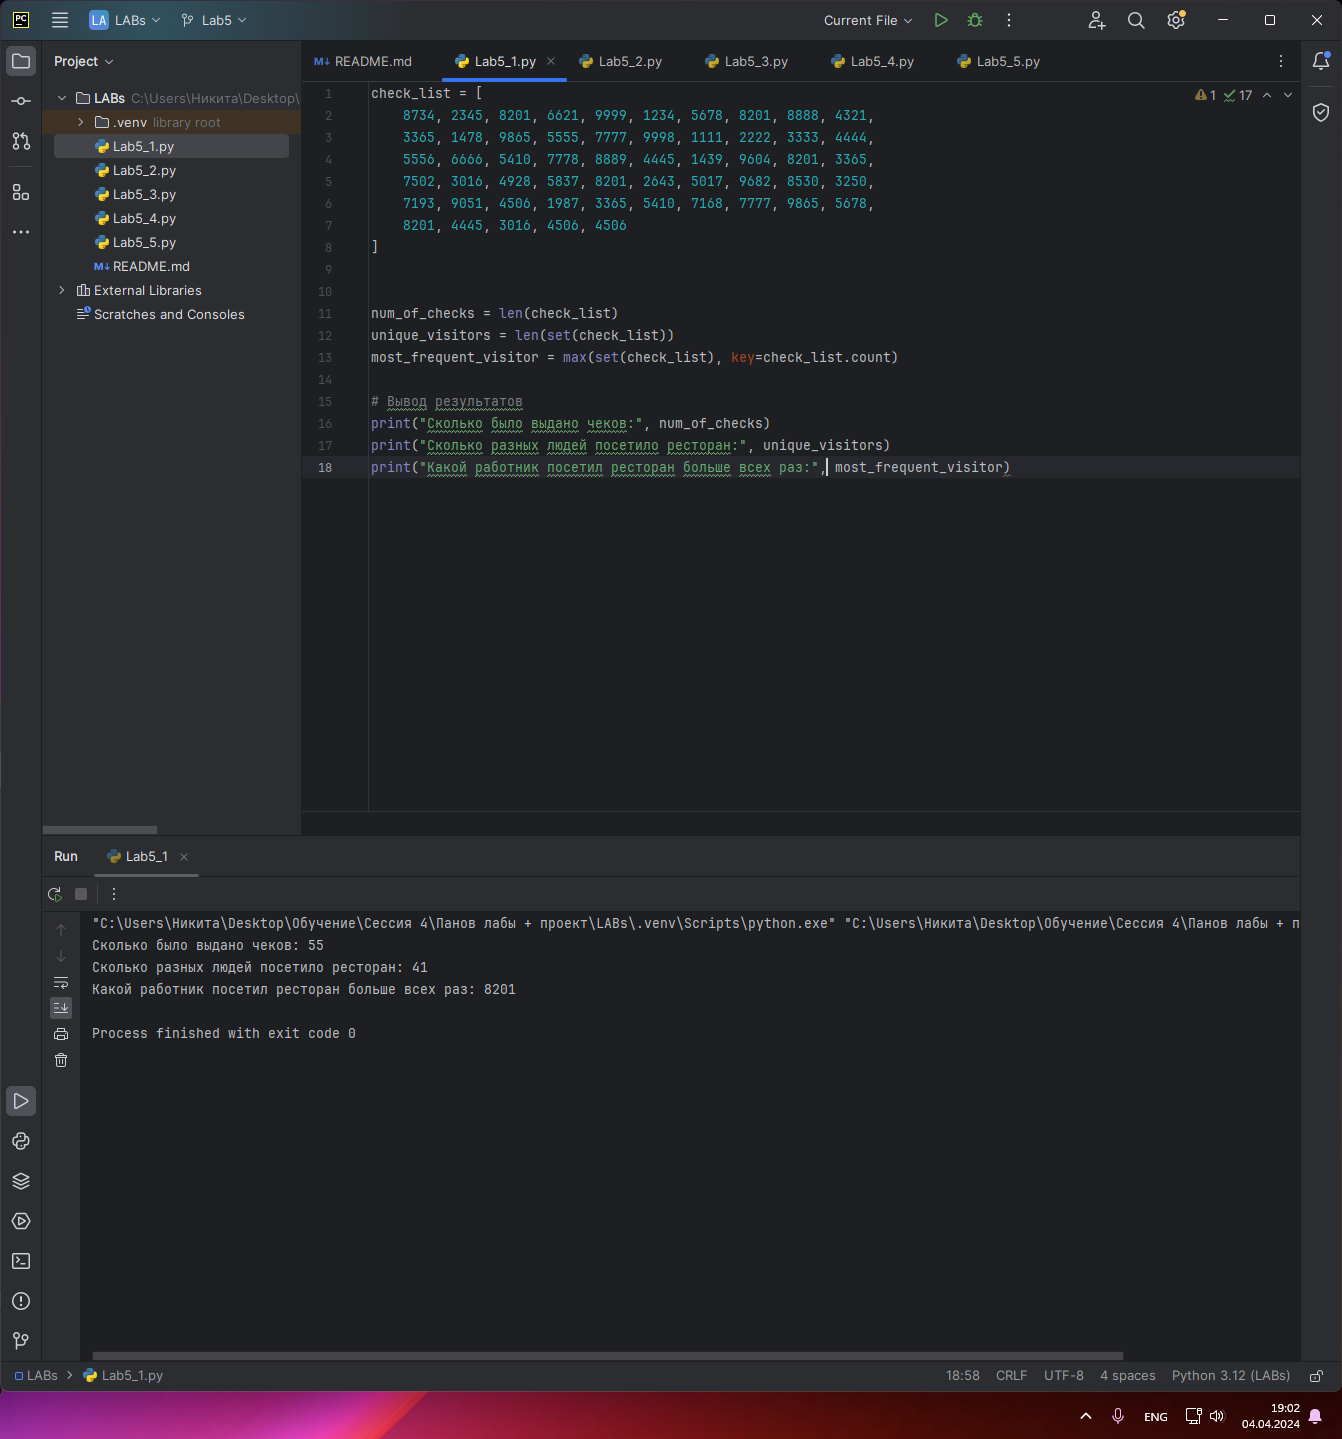 PC
LA LABs Lab5 Current File
Project
README.md Lab5_1.py Lab5_2.py Lab5_3.py Lab5_4.py Lab5_5.py
LABs C:\Users\Никита\Desktop\
.venv library root
Lab5_1.py
Lab5_2.py
Lab5_3.py
Lab5_4.py
Lab5_5.py
M↓ README.md
External Libraries
Scratches and Consoles
1 17
1 check_list = [
2 8734, 2345, 8201, 6621, 9999, 1234, 5678, 8201, 8888, 4321,
3 3365, 1478, 9865, 5555, 7777, 9998, 1111, 2222, 3333, 4444,
4 5556, 6666, 5410, 7778, 8889, 4445, 1439, 9604, 8201, 3365,
5 7502, 3016, 4928, 5837, 8201, 2643, 5017, 9682, 8530, 3250,
6 7193, 9051, 4506, 1987, 3365, 5410, 7168, 7777, 9865, 5678,
7 8201, 4445, 3016, 4506, 4506
8 ]
9
10
11 num_of_checks = len(check_list)
12 unique_visitors = len(set(check_list))
13 most_frequent_visitor = max(set(check_list), key=check_list.count)
14
15 # Вывод результатов
16 print("Сколько было выдано чеков:", num_of_checks)
17 print("Сколько разных людей посетило ресторан:", unique_visitors)
18 print("Какой работник посетил ресторан больше всех раз:", most_frequent_visitor)
Run Lab5_1
"C:\Users\Никита\Desktop\Обучение\Сессия 4\Панов лабы + проект\LABs\.venv\Scripts\python.exe" "C:\Users\Никита\Desktop\Обучение\Сессия 4\Панов лабы + п
Сколько было выдано чеков: 55
Сколько разных людей посетило ресторан: 41
Какой работник посетил ресторан больше всех раз: 8201
Process finished with exit code 0
LABs Lab5_1.py 18:58 CRLF UTF-8 4 spaces Python 3.12 (LABs)
ENG 19:02
04.04.2024